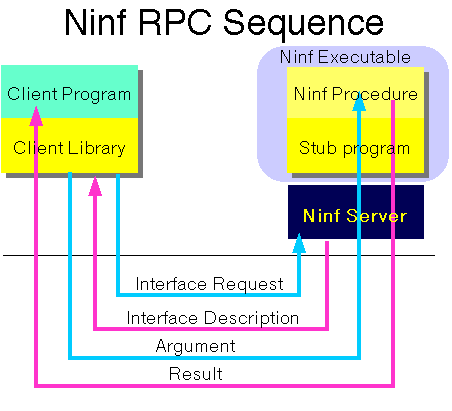 Ninf RPC Sequence
Ninf Executable
Client Program
Ninf Procedure
Client Library
Stub program
Ninf Server
Interface Request
Interface Description
Argument
Result